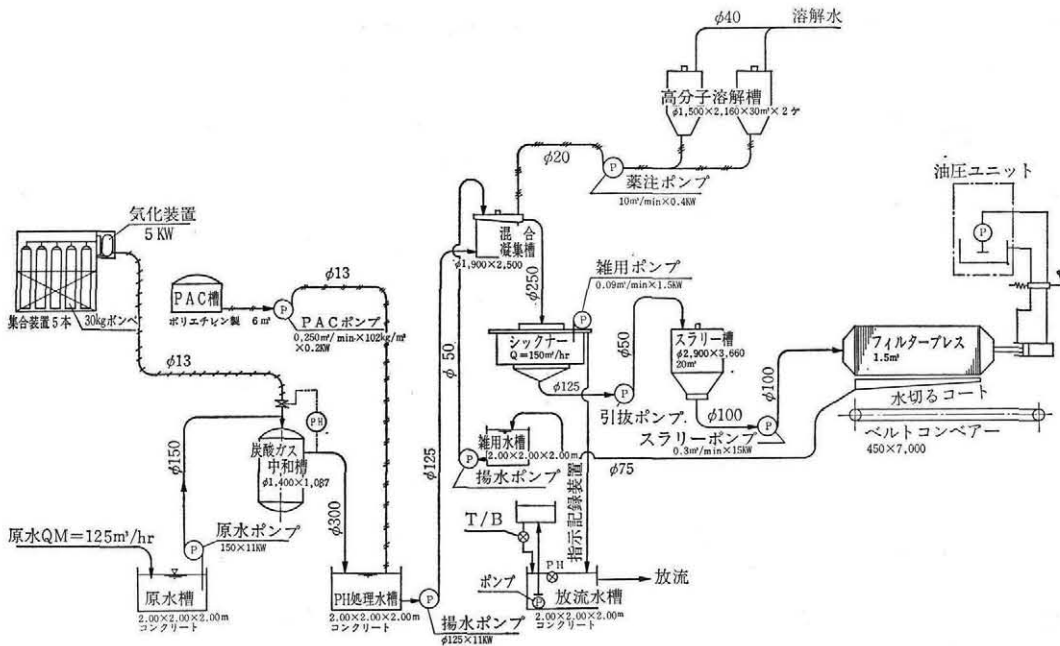 φ40
溶解水
高分子溶解槽
φ1,500×2,160×30m³×2ケ
φ20
P
薬注ポンプ
10m³/min×0.4KW
油圧ユニット
P
気化装置
5 KW
集合装置5本
30kgボンベ
PAC槽
ポリエチィン製 6m³
φ13
P
PACポンプ
0.250m³/min×102kg/m³
×0.2KW
混合
凝集槽
φ1,900×2,500
φ250
雑用ポンプ
0.09m³/min×1.5KW
P
シックナー
Q=150m³/hr
φ125
φ50
P
引抜ポンプ.
スラリー槽
φ2,900×3,660
20m³
φ100
P
スラリーポンプ
0.3m³/min×15KW
φ100
フィルタープレス
1.5m³
水切るコート
ベルトコンベアー
450×7,000
φ13
PH
炭酸ガス
中和槽
φ1,400×1,087
φ150
φ300
P
原水ポンプ
150×11KW
原水QM=125m³/hr
原水槽
2.00×2.00×2.00m
コンクリート
PH処理水槽
2.00×2.00×2.00m
コンクリート
P
揚水ポンプ
φ125×11KW
φ125
φ50
雑用水槽
2.00×2.00×2.00m
P
揚水ポンプ
φ75
指示記録装置
T/B
PH
ポンプ
P
放流水槽
2.00×2.00×2.00m
コンクリート
放流